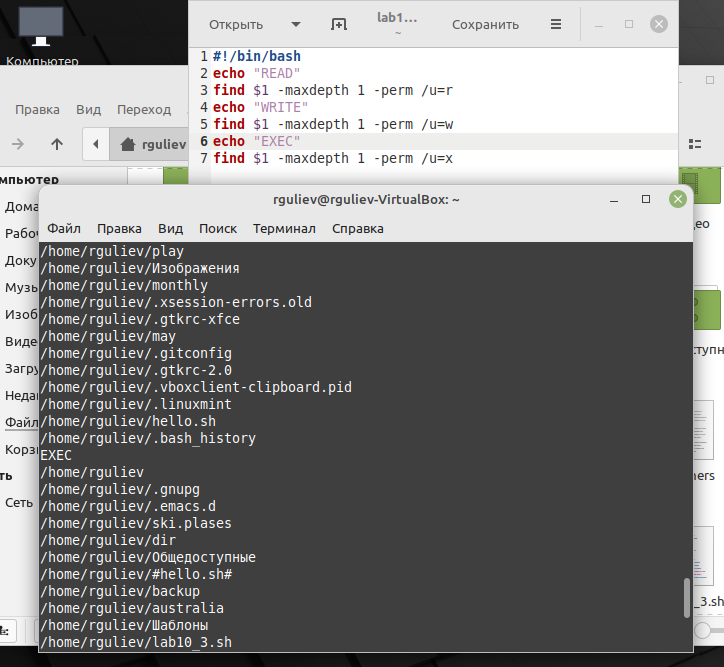 Компьютер
Открыть
lab1...
~
Сохранить
1 #!/bin/bash
2 echo "READ"
3 find $1 -maxdepth 1 -perm /u=r
4 echo "WRITE"
5 find $1 -maxdepth 1 -perm /u=w
6 echo "EXEC"
7 find $1 -maxdepth 1 -perm /u=x
Правка Вид Переход
rguliev
мпьютер
Дома
Рабоч
Доку
Музы
Изоб
Виде
Загру
Недав
Файл
Корзи
ть
Сеть
ео
ступн
ners
_3.sh
rguliev@rguliev-VirtualBox: ~
Файл Правка Вид Поиск Терминал Справка
/home/rguliev/play
/home/rguliev/Изображения
/home/rguliev/monthly
/home/rguliev/.xsession-errors.old
/home/rguliev/.gtkrc-xfce
/home/rguliev/may
/home/rguliev/.gitconfig
/home/rguliev/.gtkrc-2.0
/home/rguliev/.vboxclient-clipboard.pid
/home/rguliev/.linuxmint
/home/rguliev/hello.sh
/home/rguliev/.bash_history
EXEC
/home/rguliev
/home/rguliev/.gnupg
/home/rguliev/.emacs.d
/home/rguliev/ski.plases
/home/rguliev/dir
/home/rguliev/Общедоступные
/home/rguliev/#hello.sh#
/home/rguliev/backup
/home/rguliev/australia
/home/rguliev/Шаблоны
/home/rguliev/lab10_3.sh